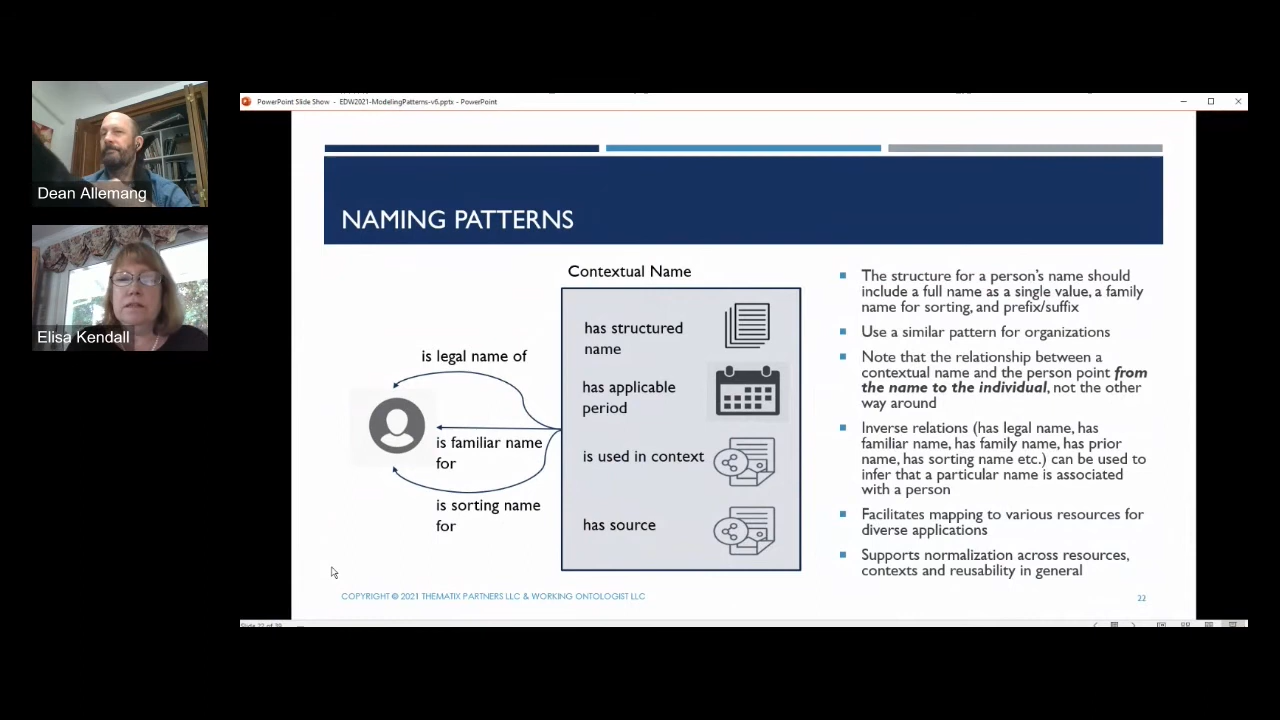 PowerPoint Slide Show - EDW2021-ModelingPatterns-v6.pptx - PowerPoint
Dean Allemang
Elisa Kendall
NAMING PATTERNS
Contextual Name
has structured
name
has applicable
period
is used in context
has source
is legal name of
is familiar name
for
is sorting name
for
The structure for a person's name should
include a full name as a single value, a family
name for sorting, and prefix/suffix
Use a similar pattern for organizations
Note that the relationship between a
contextual name and the person point from
the name to the individual, not the other
way around
Inverse relations (has legal name, has
familiar name, has family name, has prior
name, has sorting name etc.) can be used to
infer that a particular name is associated
with a person
Facilitates mapping to various resources for
diverse applications
Supports normalization across resources,
contexts and reusability in general
COPYRIGHT © 2021 THEMATIX PARTNERS LLC & WORKING ONTOLOGIST LLC
22